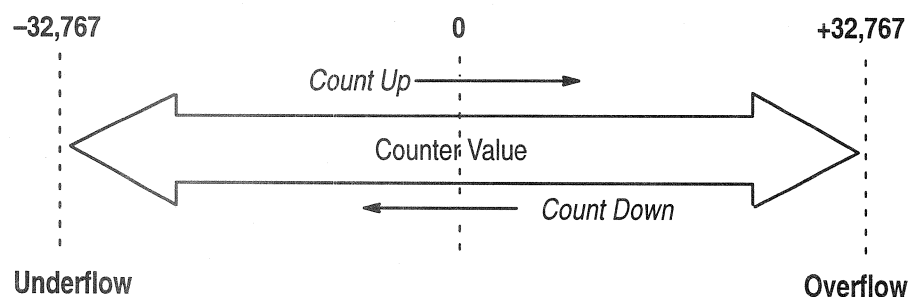 –32,767 0 +32,767
Count Up
Counter Value
Count Down
Underflow Overflow